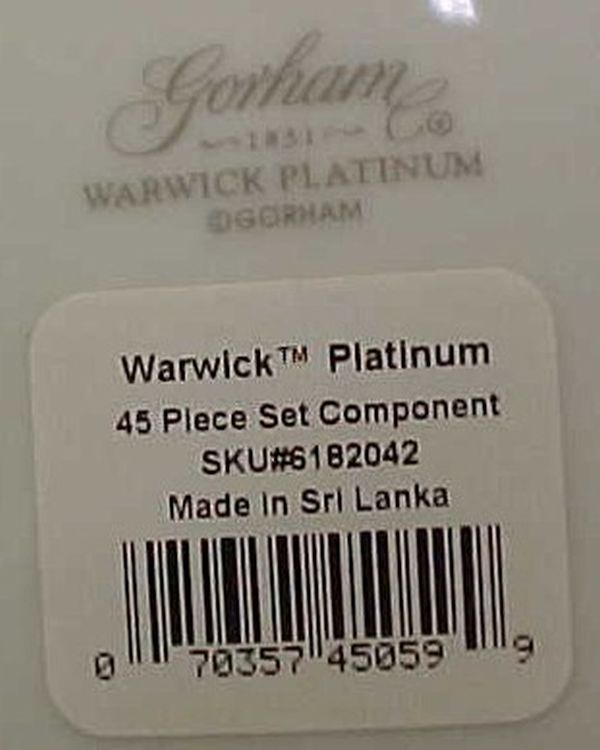 Gorham®
1831
WARWICK PLATINUM
©GORHAM
Warwick™ Platinum
45 Piece Set Component
SKU#6182042
Made in Sri Lanka
0 70357 45059 9